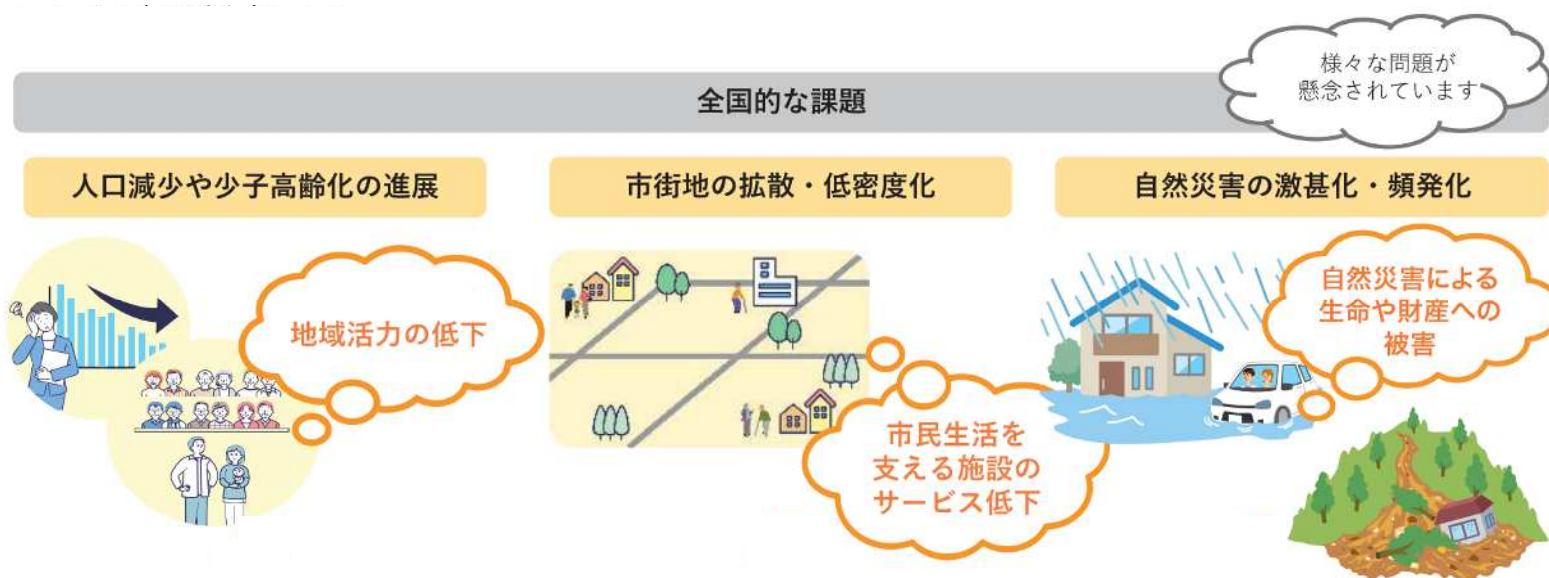 様々な問題が
懸念されています
全国的な課題
人口減少や少子高齢化の進展
地域活力の低下
市街地の拡散・低密度化
市民生活を
支える施設の
サービス低下
自然災害の激甚化・頻発化
自然災害による
生命や財産への
被害